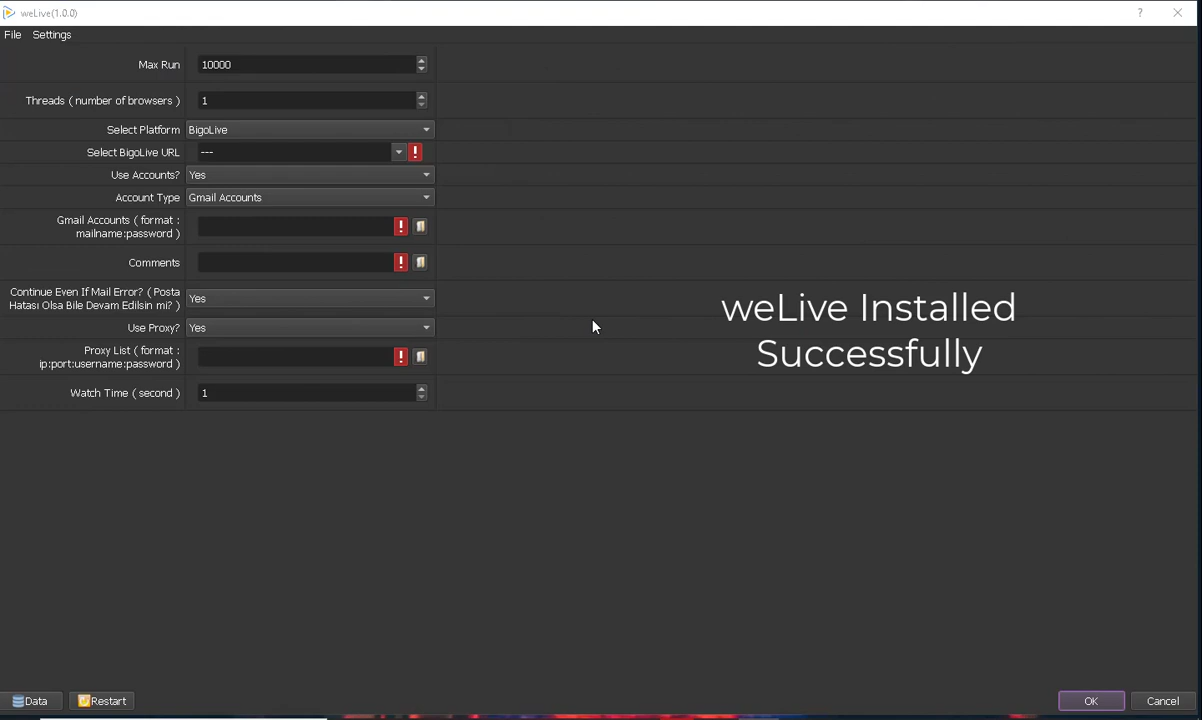 weLive(1.0.0)
?
File Settings
Max Run 10000
Threads ( number of browsers ) 1
Select Platform BigoLive
Select BigoLive URL --- !
Use Accounts? Yes
Account Type Gmail Accounts
Gmail Accounts ( format :
mailname:password ) !
Comments !
Continue Even If Mail Error? ( Posta
Hatası Olsa Bile Devam Edilsin mi? ) Yes
weLive Installed
Successfully
Use Proxy? Yes
Proxy List ( format :
ip:port:username:password ) !
Watch Time ( second ) 1
Data Restart OK Cancel